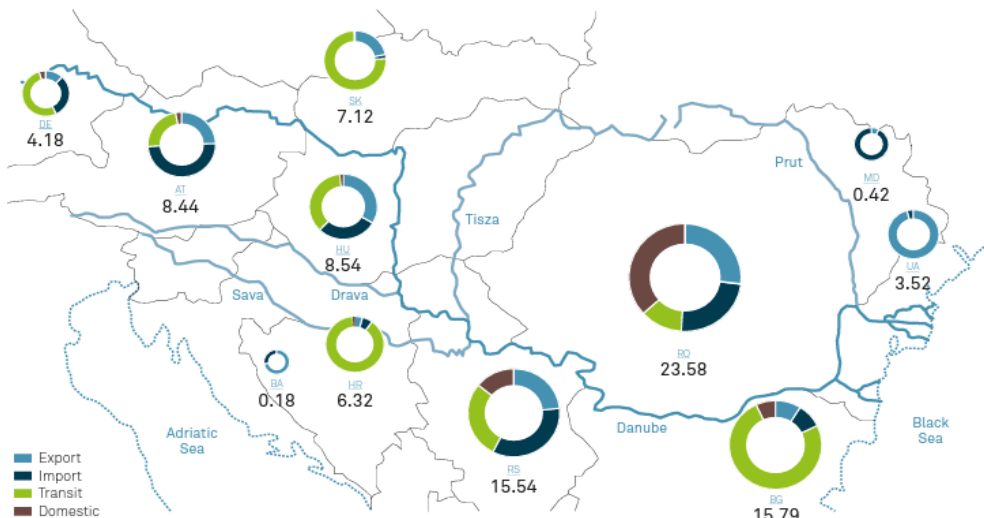 SK
7.12
DE
4.18
AT
8.44
HU
8.54
Tisza
Prut
MD
0.42
UA
3.52
Sava
Drava
BA
0.18
HR
6.32
RO
23.58
RS
15.54
Danube
BG
15.79
Adriatic
Sea
Black
Sea
Export
Import
Transit
Domestic